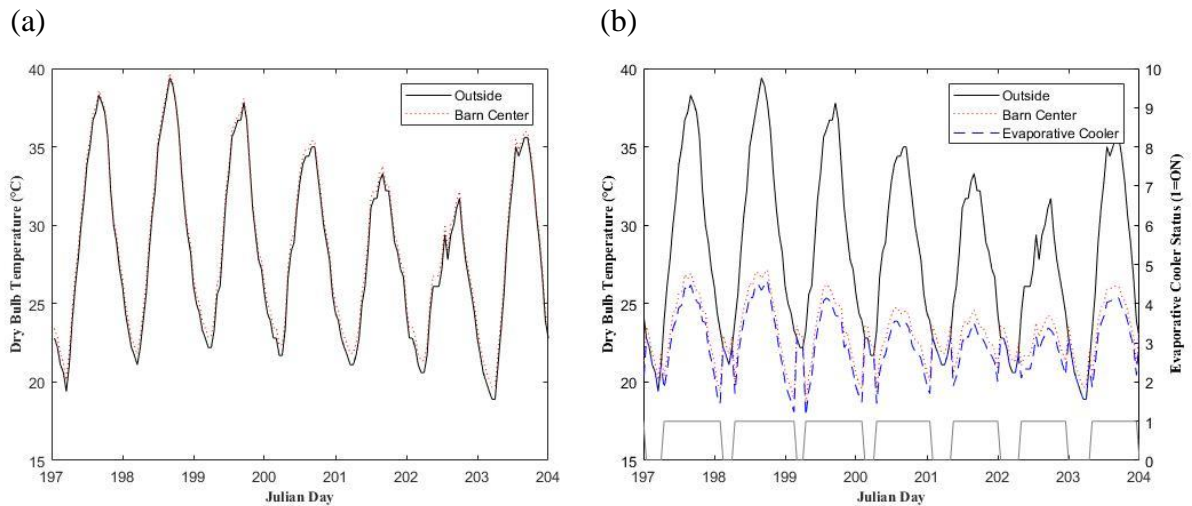 (a)
40
35
30
25
20
15
Dry Bulb Temperature (°C)
Outside
Barn Center
197 198 199 200 201 202 203 204
Julian Day
(b)
40
35
30
25
20
15
Dry Bulb Temperature (°C)
Outside
Barn Center
Evaporative Cooler
10
9
8
7
6
5
4
3
2
1
0
Evaporative Cooler Status (1=ON)
197 198 199 200 201 202 203 204
Julian Day